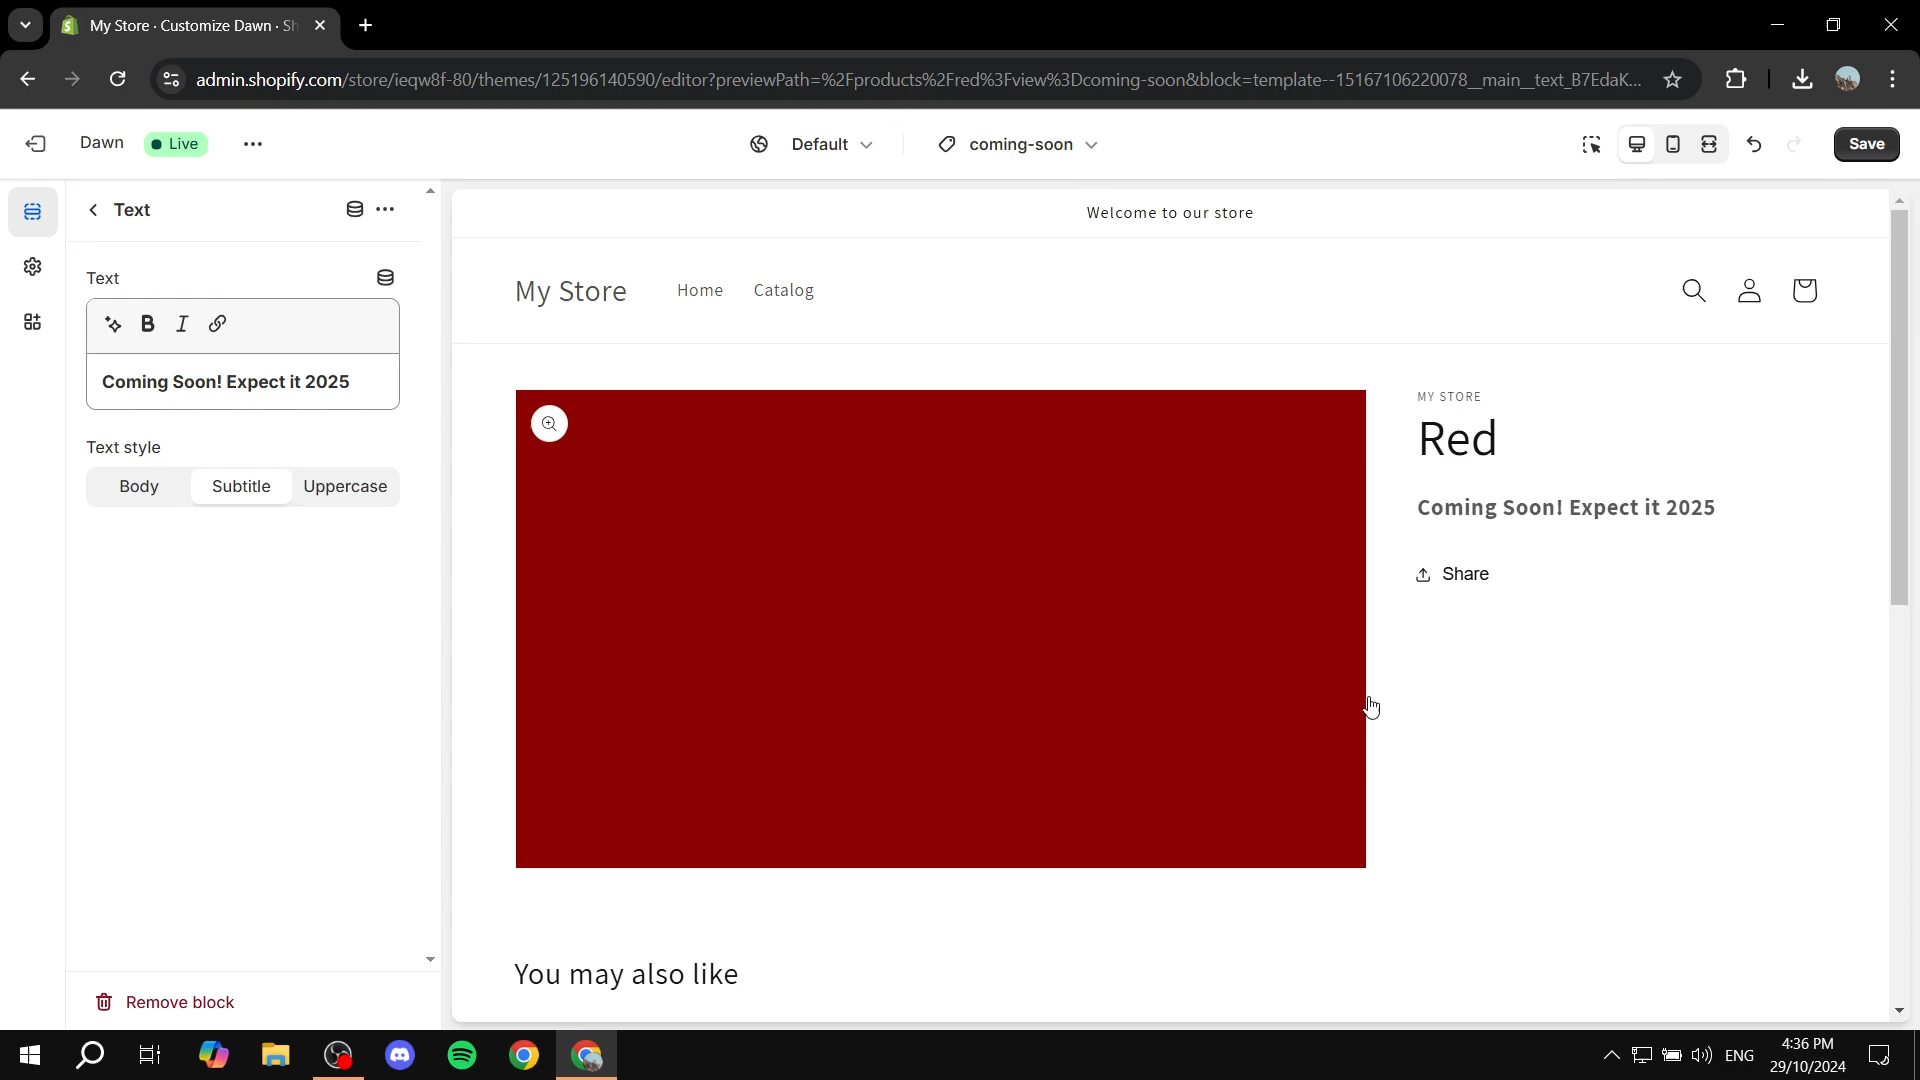 My Store · Customize Dawn · Sh
admin.shopify.com/store/ieqw8f-80/themes/125196140590/editor?previewPath=%2Fproducts%2Fred%3Fview%3Dcoming-soon&block=template--15167106220078__main__text_B7EdaK...
Dawn
Live
Default
coming-soon
Save
Text
Text
B I
Coming Soon! Expect it 2025
Text style
Body
Subtitle
Uppercase
Remove block
Welcome to our store
My Store
Home
Catalog
MY STORE
Red
Coming Soon! Expect it 2025
Share
You may also like
ENG
4:36 PM
29/10/2024